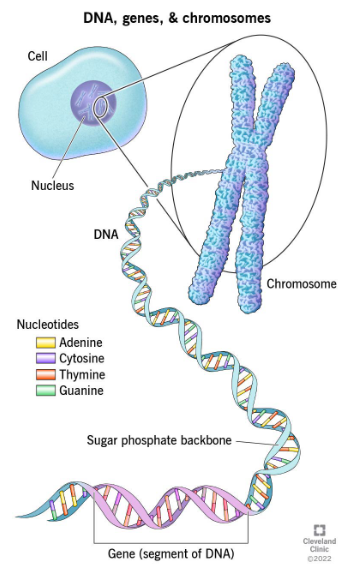 DNA, genes, & chromosomes
Cell
Nucleus
DNA
Chromosome
Nucleotides
Adenine
Cytosine
Thymine
Guanine
Sugar phosphate backbone
Gene (segment of DNA)
Cleveland
Clinic
©2022